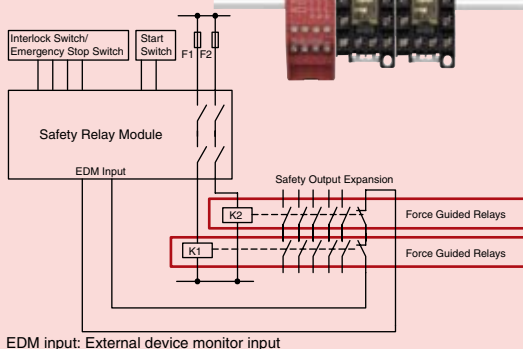 Interlock Switch/
Emergency Stop Switch
Start
Switch
F1 F2
Safety Relay Module
EDM Input
Safety Output Expansion
K2
Force Guided Relays
K1
Force Guided Relays
EDM input: External device monitor input